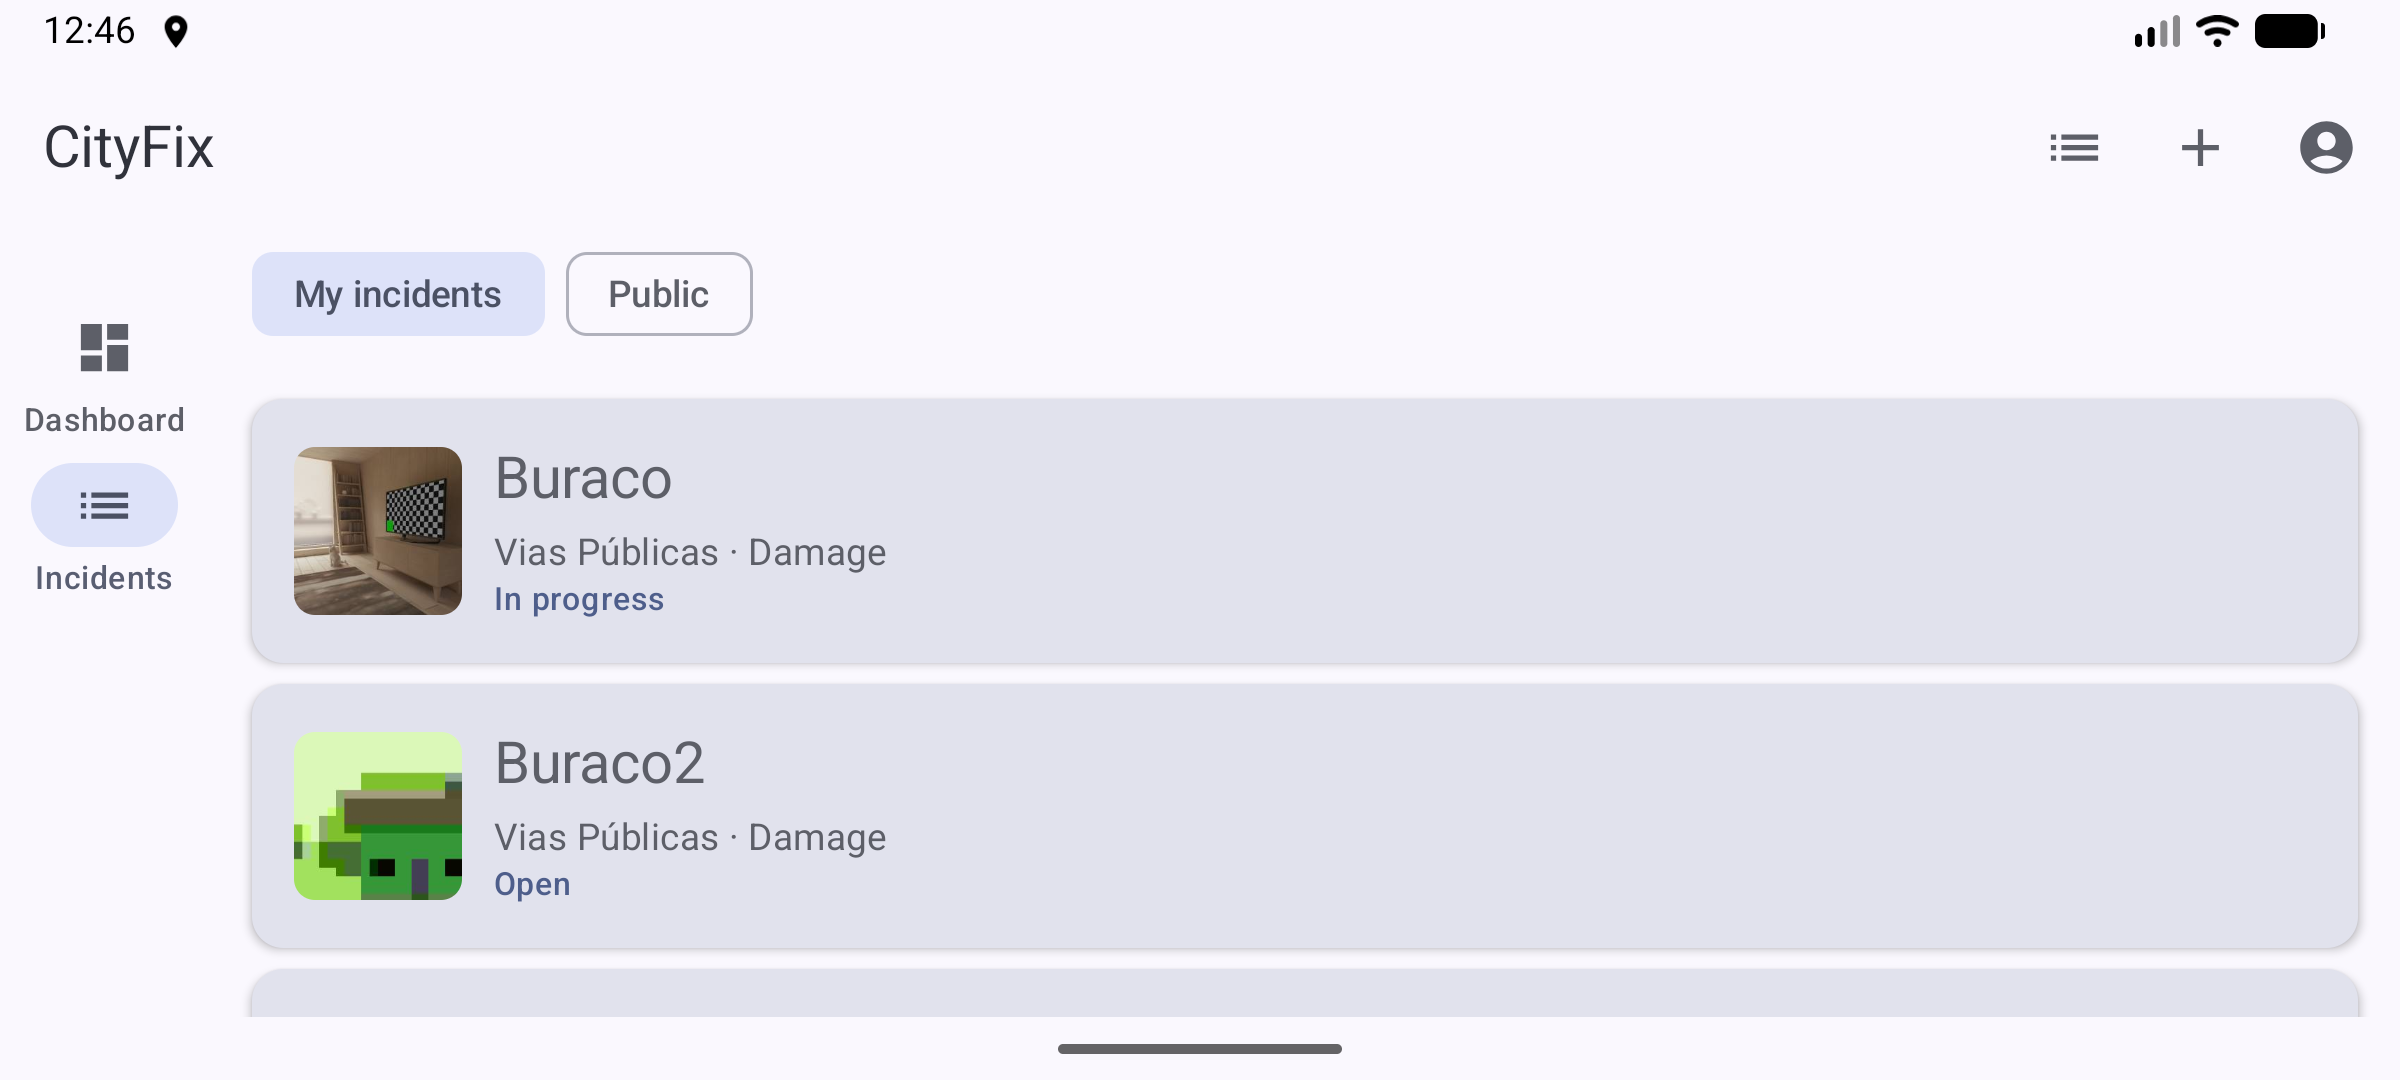 12:46
CityFix
My incidents
Public
Dashboard
Incidents
Buraco
Vias Públicas · Damage
In progress
Buraco2
Vias Públicas · Damage
Open